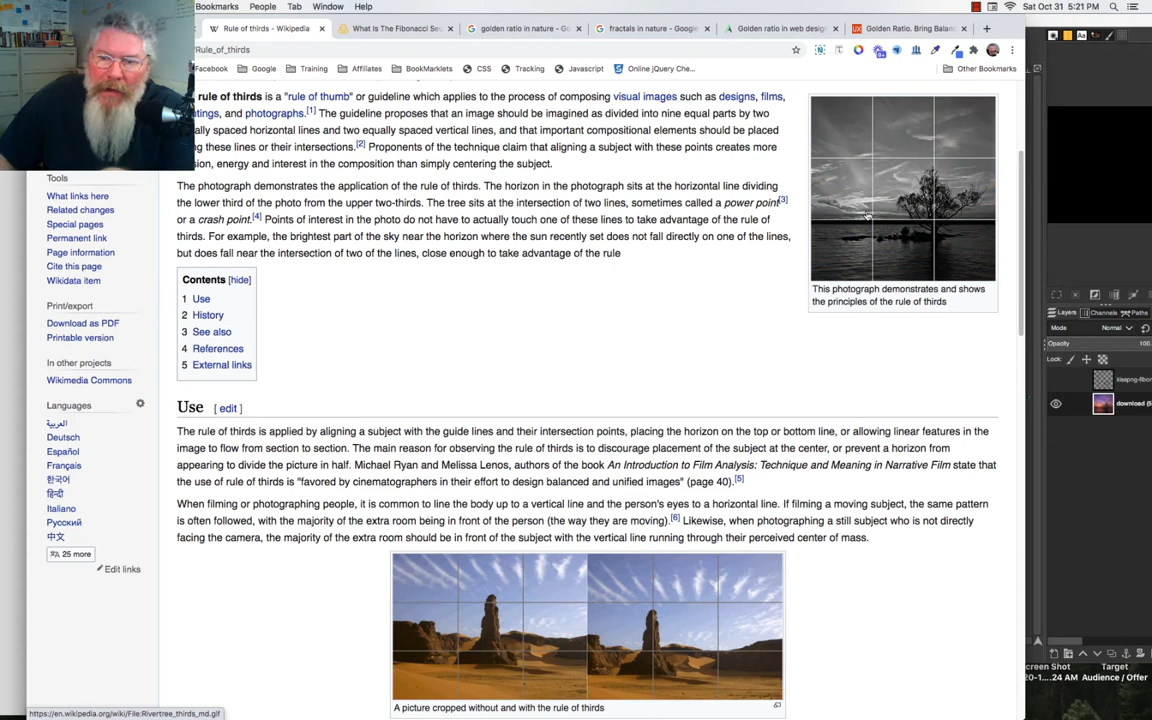 Bookmarks People Tab Window Help
Sat Oct 31 5:21 PM
Rule of thirds - Wikipedia
What Is The Fibonacci Sec
golden ratio in nature - Go
fractals in nature - Google
Golden ratio in web design
Golden Ratio. Bring Balanc
/Rule_of_thirds
Facebook Google Training Affiliates BookMarklets CSS Tracking Javascript Online jQuery Che... Other Bookmarks
rule of thirds is a "rule of thumb" or guideline which applies to the process of composing visual images such as designs, films,
and photographs.[1] The guideline proposes that an image should be imagined as divided into nine equal parts by two
spaced horizontal lines and two equally spaced vertical lines, and that important compositional elements should be placed
these lines or their intersections.[2] Proponents of the technique claim that aligning a subject with these points creates more
energy and interest in the composition than simply centering the subject.
The photograph demonstrates the application of the rule of thirds. The horizon in the photograph sits at the horizontal line dividing
the lower third of the photo from the upper two-thirds. The tree sits at the intersection of two lines, sometimes called a power point[3]
or a crash point.[4] Points of interest in the photo do not have to actually touch one of these lines to take advantage of the rule of
thirds. For example, the brightest part of the sky near the horizon where the sun recently set does not fall directly on one of the lines,
but does fall near the intersection of two of the lines, close enough to take advantage of the rule
This photograph demonstrates and shows
the principles of the rule of thirds
Tools
What links here
Related changes
Special pages
Permanent link
Page information
Cite this page
Wikidata item
Print/export
Download as PDF
Printable version
In other projects
Wikimedia Commons
Languages
العربية
Deutsch
Español
Français
한국어
हिन्दी
Italiano
Русский
中文
25 more
Edit links
Contents [hide]
1 Use
2 History
3 See also
4 References
5 External links
Use [ edit ]
The rule of thirds is applied by aligning a subject with the guide lines and their intersection points, placing the horizon on the top or bottom line, or allowing linear features in the
image to flow from section to section. The main reason for observing the rule of thirds is to discourage placement of the subject at the center, or prevent a horizon from
appearing to divide the picture in half. Michael Ryan and Melissa Lenos, authors of the book An Introduction to Film Analysis: Technique and Meaning in Narrative Film state that
the use of rule of thirds is "favored by cinematographers in their effort to design balanced and unified images" (page 40).[5]
When filming or photographing people, it is common to line the body up to a vertical line and the person's eyes to a horizontal line. If filming a moving subject, the same pattern
is often followed, with the majority of the extra room being in front of the person (the way they are moving).[6] Likewise, when photographing a still subject who is not directly
facing the camera, the majority of the extra room should be in front of the subject with the vertical line running through their perceived center of mass.
A picture cropped without and with the rule of thirds
https://en.wikipedia.org/wiki/File:Rivertree_thirds_md.gif
Layers Channels Paths
Mode Normal
Opacity 100.
Lock:
download (
creen Shot
20-1....24 AM
Target
Audience / Offer